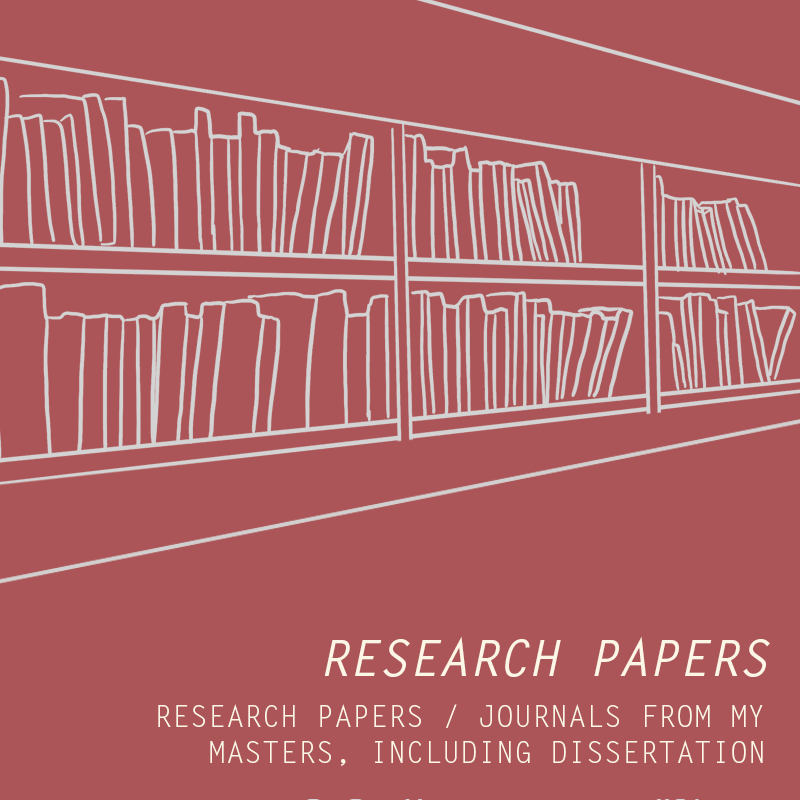 RESEARCH PAPERS
RESEARCH PAPERS / JOURNALS FROM MY
MASTERS, INCLUDING DISSERTATION